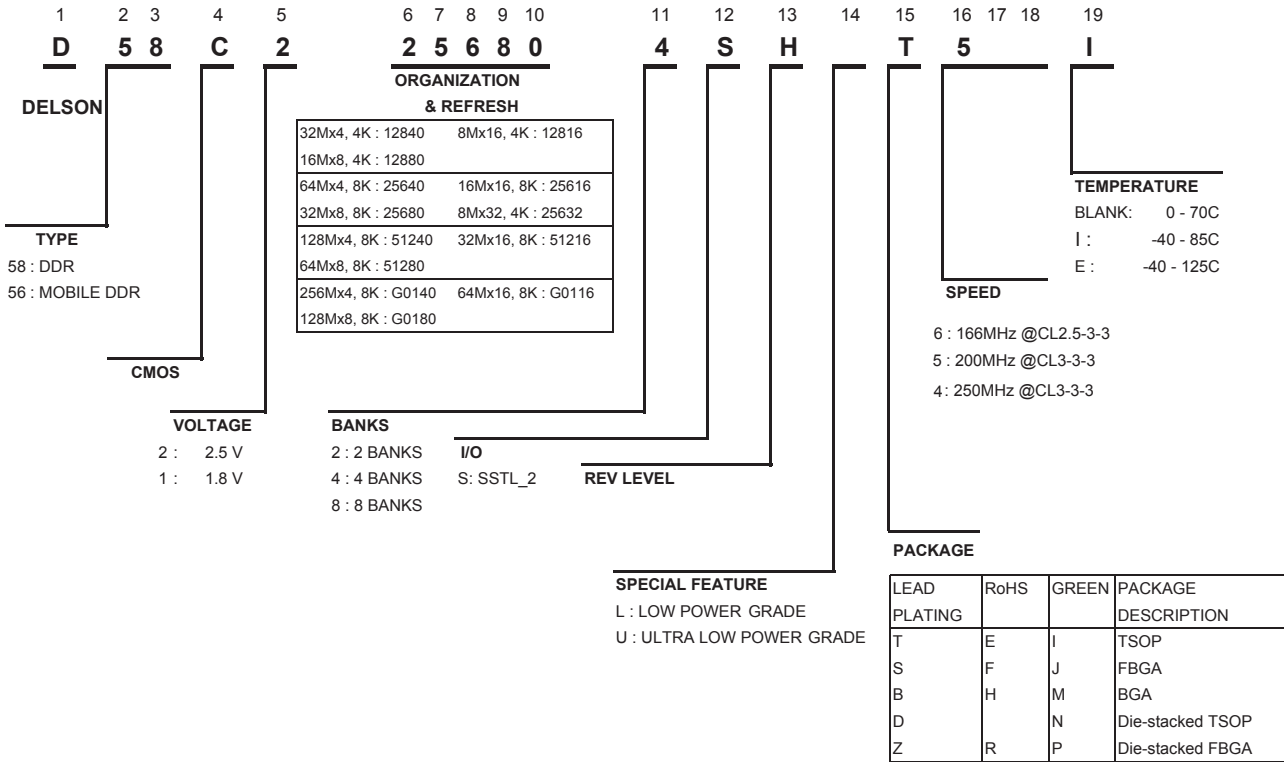 1 2 3 4 5 6 7 8 9 10 11 12 13 14 15 16 17 18 19
D 5 8 C 2 2 5 6 8 0 4 S H T 5 I
DELSON
ORGANIZATION
& REFRESH
32Mx4, 4K : 12840 8Mx16, 4K : 12816
16Mx8, 4K : 12880
64Mx4, 8K : 25640 16Mx16, 8K : 25616
32Mx8, 8K : 25680 8Mx32, 4K : 25632
128Mx4, 8K : 51240 32Mx16, 8K : 51216
64Mx8, 8K : 51280
256Mx4, 8K : G0140 64Mx16, 8K : G0116
128Mx8, 8K : G0180
TYPE
58 : DDR
56 : MOBILE DDR
TEMPERATURE
BLANK: 0 - 70C
I : -40 - 85C
E : -40 - 125C
SPEED
6 : 166MHz @CL2.5-3-3
5 : 200MHz @CL3-3-3
4 : 250MHz @CL3-3-3
CMOS
VOLTAGE
2 : 2.5 V
1 : 1.8 V
BANKS
2 : 2 BANKS
4 : 4 BANKS
8 : 8 BANKS
I/O
S: SSTL_2
REV LEVEL
SPECIAL FEATURE
L : LOW POWER GRADE
U : ULTRA LOW POWER GRADE
PACKAGE
LEAD PLATING RoHS GREEN PACKAGE DESCRIPTION
T E I TSOP
S F J FBGA
B H M BGA
D N Die-stacked TSOP
Z R P Die-stacked FBGA